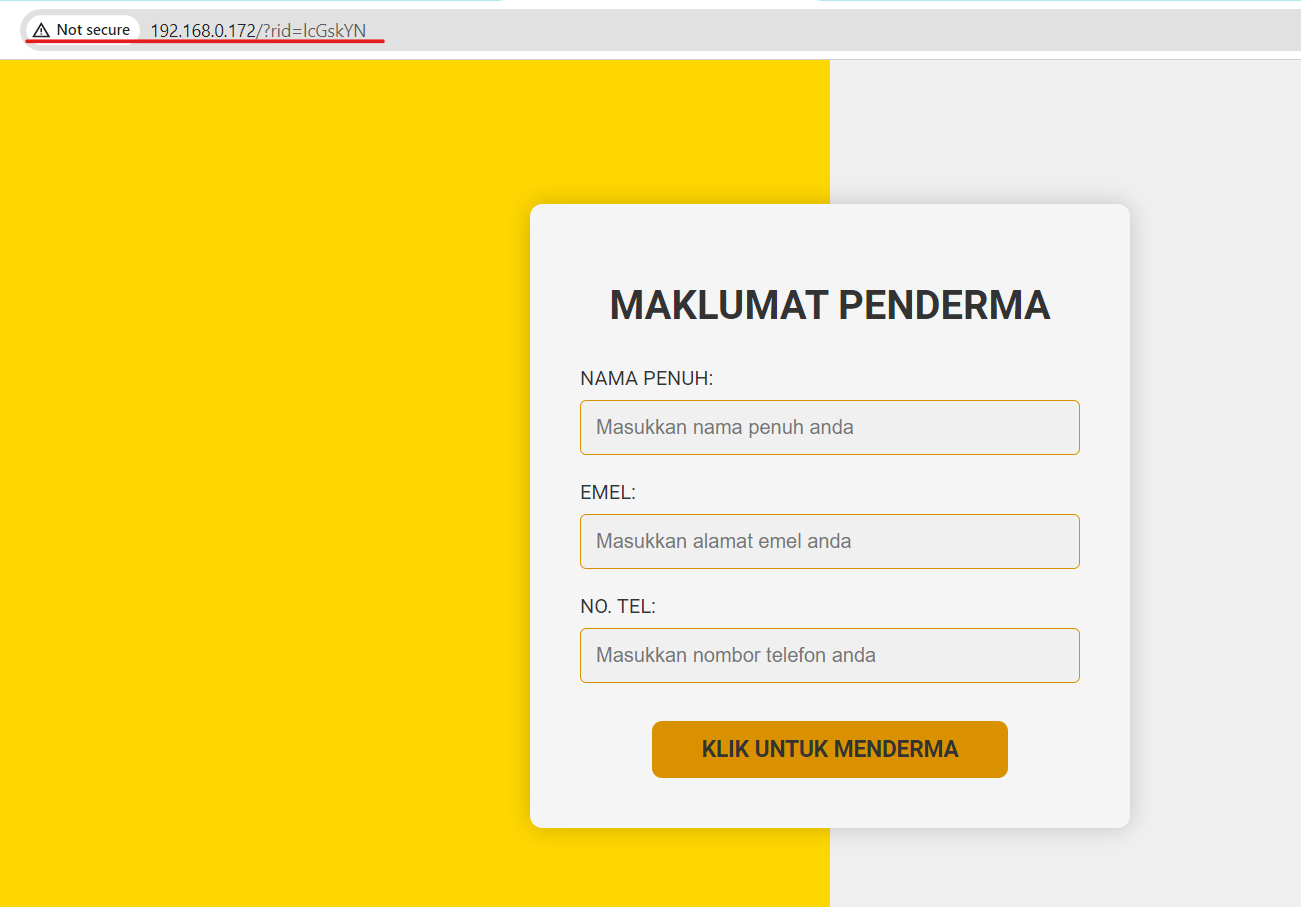 Not secure 192.168.0.172/?rid=IcGskYN
MAKLUMAT PENDERMA
NAMA PENUH:
Masukkan nama penuh anda
EMEL:
Masukkan alamat emel anda
NO. TEL:
Masukkan nombor telefon anda
KLIK UNTUK MENDERMA